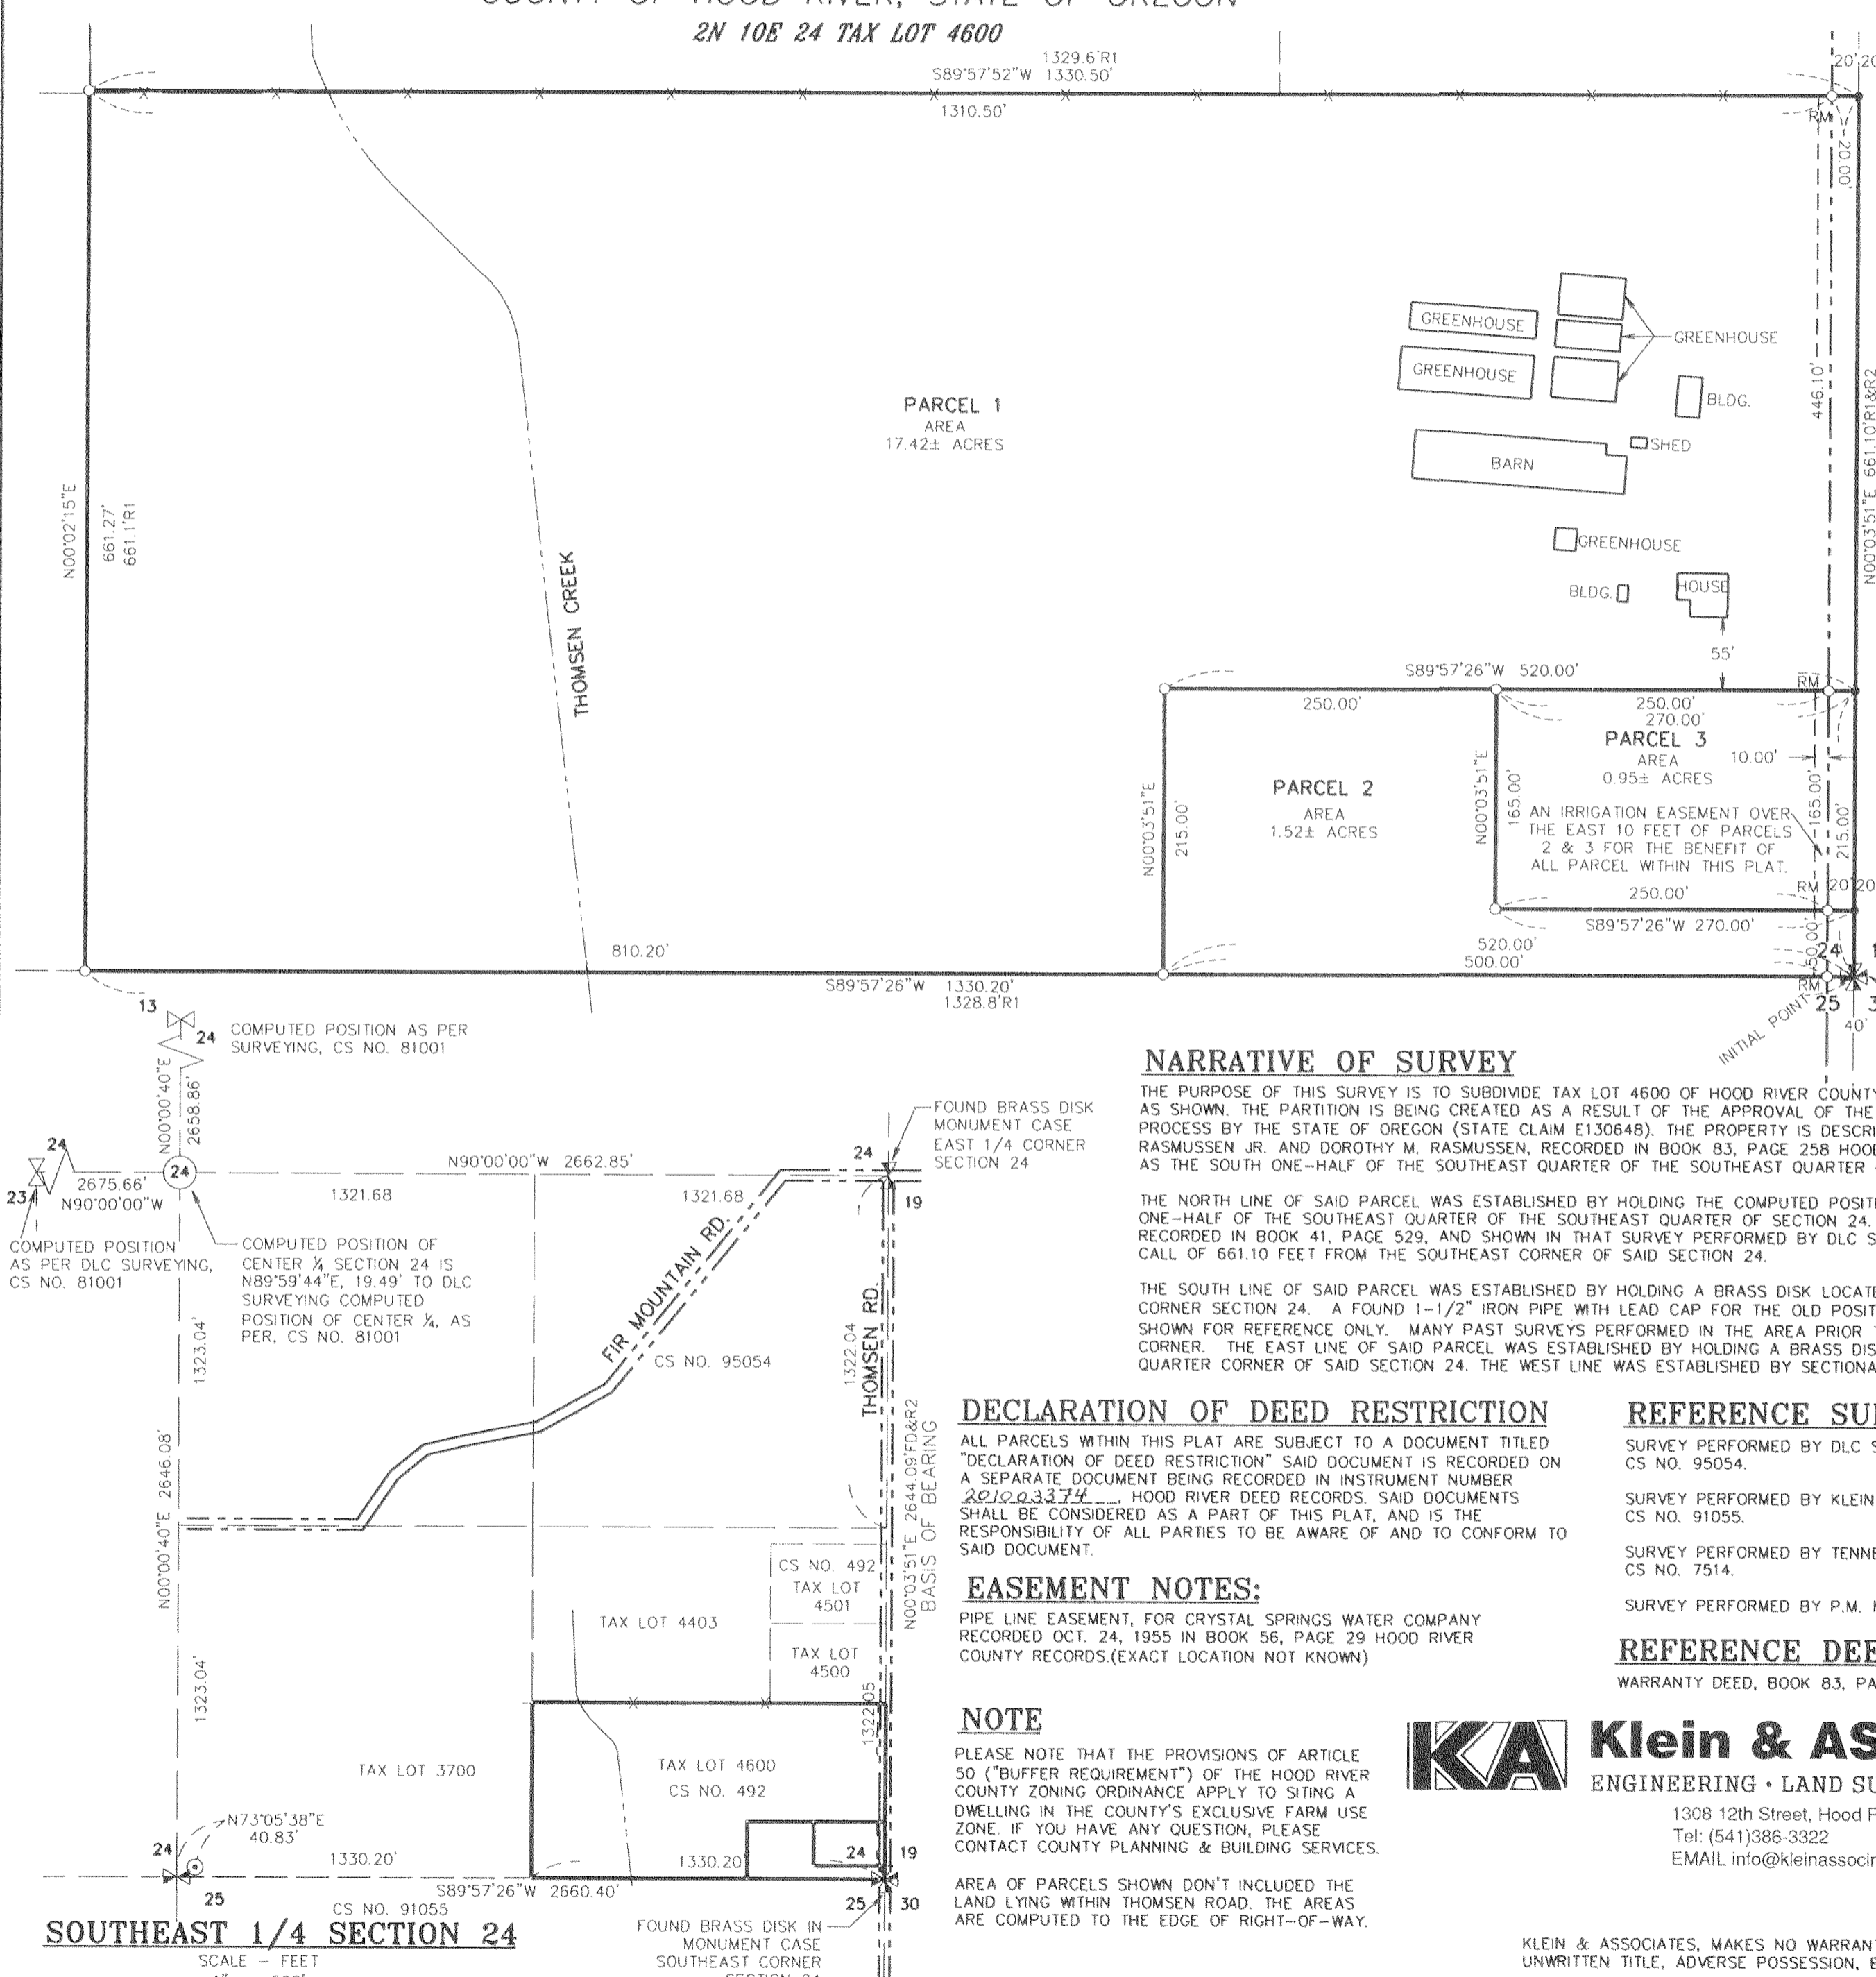 2N 10E 24 TAX LOT 4600
1329.6'R1
S89°57'52"W 1330.50'
1310.50'
20'
RM
20.00'
GREENHOUSE
GREENHOUSE
GREENHOUSE
BLDG.
SHED
BARN
446.10'
N00°03'51"E 661.10'R1&R2
PARCEL 1
AREA
17.42± ACRES
N00°02'15"E
661.27'
661.1'R1
THOMSEN CREEK
GREENHOUSE
BLDG.
HOUSE
55'
S89°57'26"W 520.00'
RM
250.00'
250.00'
270.00'
PARCEL 3
AREA
0.95± ACRES
10.00'
N00°03'51"E
215.00'
PARCEL 2
AREA
1.52± ACRES
N00°03'51"E
165.00'
AN IRRIGATION EASEMENT OVER
THE EAST 10 FEET OF PARCELS
2 & 3 FOR THE BENEFIT OF
ALL PARCEL WITHIN THIS PLAT.
165.00'
215.00'
RM
20'
250.00'
S89°57'26"W 270.00'
520.00'
500.00'
50.00'
24
RM
25
40'
INITIAL POINT
810.20'
S89°57'26"W 1330.20'
1328.8'R1
13
24
COMPUTED POSITION AS PER
SURVEYING, CS NO. 81001
N00°00'40"E
2658.86'
24
23
2675.66'
N90°00'00"W
24
N90°00'00"W 2662.85'
1321.68
1321.68
24
19
FOUND BRASS DISK
MONUMENT CASE
EAST 1/4 CORNER
SECTION 24
COMPUTED POSITION
AS PER DLC SURVEYING,
CS NO. 81001
COMPUTED POSITION OF
CENTER ¼ SECTION 24 IS
N89°59'44"E, 19.49' TO DLC
SURVEYING COMPUTED
POSITION OF CENTER ¼, AS
PER, CS NO. 81001
FIR MOUNTAIN RD.
CS NO. 95054
1322.04
THOMSEN RD.
1323.04'
N00°00'40"E 2646.08'
1323.04'
N00°03'51"E 2644.09'FD&R2
BASIS OF BEARING
CS NO. 492
TAX LOT
4501
TAX LOT 4403
TAX LOT
4500
1322.05
TAX LOT 3700
TAX LOT 4600
CS NO. 492
N73°05'38"E
40.83'
24
25
1330.20'
1330.20'
24
19
25
30
S89°57'26"W 2660.40'
CS NO. 91055
SOUTHEAST 1/4 SECTION 24
SCALE – FEET
FOUND BRASS DISK IN
MONUMENT CASE
SOUTHEAST CORNER
NARRATIVE OF SURVEY
THE PURPOSE OF THIS SURVEY IS TO SUBDIVIDE TAX LOT 4600 OF HOOD RIVER COUNTY
AS SHOWN. THE PARTITION IS BEING CREATED AS A RESULT OF THE APPROVAL OF THE
PROCESS BY THE STATE OF OREGON (STATE CLAIM E130648). THE PROPERTY IS DESCRI
RASMUSSEN JR. AND DOROTHY M. RASMUSSEN, RECORDED IN BOOK 83, PAGE 258 HOOD
AS THE SOUTH ONE-HALF OF THE SOUTHEAST QUARTER OF THE SOUTHEAST QUARTER
THE NORTH LINE OF SAID PARCEL WAS ESTABLISHED BY HOLDING THE COMPUTED POSITI
ONE-HALF OF THE SOUTHEAST QUARTER OF THE SOUTHEAST QUARTER OF SECTION 24.
RECORDED IN BOOK 41, PAGE 529, AND SHOWN IN THAT SURVEY PERFORMED BY DLC S
CALL OF 661.10 FEET FROM THE SOUTHEAST CORNER OF SAID SECTION 24.
THE SOUTH LINE OF SAID PARCEL WAS ESTABLISHED BY HOLDING A BRASS DISK LOCATE
CORNER SECTION 24. A FOUND 1-1/2" IRON PIPE WITH LEAD CAP FOR THE OLD POSIT
SHOWN FOR REFERENCE ONLY. MANY PAST SURVEYS PERFORMED IN THE AREA PRIOR
CORNER. THE EAST LINE OF SAID PARCEL WAS ESTABLISHED BY HOLDING A BRASS DIS
QUARTER CORNER OF SAID SECTION 24. THE WEST LINE WAS ESTABLISHED BY SECTIONA
DECLARATION OF DEED RESTRICTION
ALL PARCELS WITHIN THIS PLAT ARE SUBJECT TO A DOCUMENT TITLED
"DECLARATION OF DEED RESTRICTION" SAID DOCUMENT IS RECORDED ON
A SEPARATE DOCUMENT BEING RECORDED IN INSTRUMENT NUMBER
201003374, HOOD RIVER DEED RECORDS. SAID DOCUMENTS
SHALL BE CONSIDERED AS A PART OF THIS PLAT, AND IS THE
RESPONSIBILITY OF ALL PARTIES TO BE AWARE OF AND TO CONFORM TO
SAID DOCUMENT.
EASEMENT NOTES:
PIPE LINE EASEMENT, FOR CRYSTAL SPRINGS WATER COMPANY
RECORDED OCT. 24, 1955 IN BOOK 56, PAGE 29 HOOD RIVER
COUNTY RECORDS.(EXACT LOCATION NOT KNOWN)
NOTE
PLEASE NOTE THAT THE PROVISIONS OF ARTICLE
50 ("BUFFER REQUIREMENT") OF THE HOOD RIVER
COUNTY ZONING ORDINANCE APPLY TO SITING A
DWELLING IN THE COUNTY'S EXCLUSIVE FARM USE
ZONE. IF YOU HAVE ANY QUESTION, PLEASE
CONTACT COUNTY PLANNING & BUILDING SERVICES.
AREA OF PARCELS SHOWN DON'T INCLUDED THE
LAND LYING WITHIN THOMSEN ROAD. THE AREAS
ARE COMPUTED TO THE EDGE OF RIGHT-OF-WAY.
REFERENCE SU
SURVEY PERFORMED BY DLC S
CS NO. 95054.
SURVEY PERFORMED BY KLEIN
CS NO. 91055.
SURVEY PERFORMED BY TENNE
CS NO. 7514.
SURVEY PERFORMED BY P.M.
REFERENCE DEE
WARRANTY DEED, BOOK 83, PA
KA
Klein & AS
ENGINEERING • LAND SU
1308 12th Street, Hood
Tel: (541)386-3322
EMAIL info@kleinassoci
KLEIN & ASSOCIATES, MAKES NO WARRANT
UNWRITTEN TITLE, ADVERSE POSSESSION, E